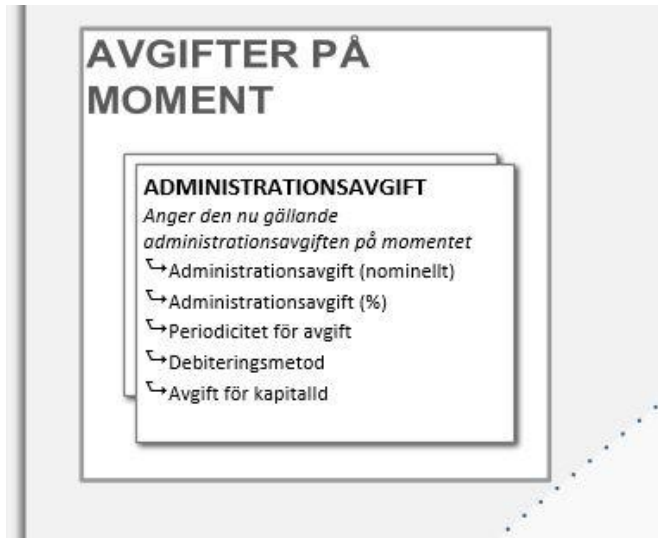 AVGIFTER PÅ
MOMENT
ADMINISTRATIONSAVGIFT
Anger den nu gällande
administrationsavgiften på momentet
Administrationsavgift (nominellt)
Administrationsavgift (%)
Periodicitet för avgift
Debiteringsmetod
Avgift för kapitalld